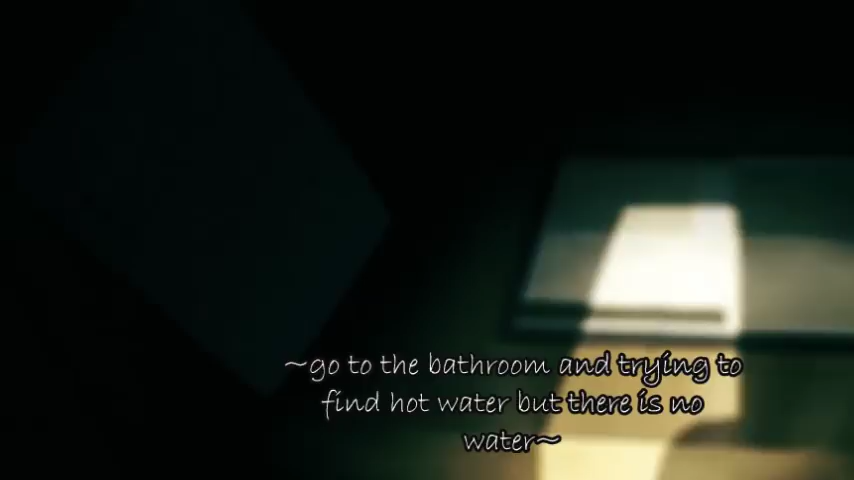 ~go to the bathroom and trying to
find hot water but there is no
water~